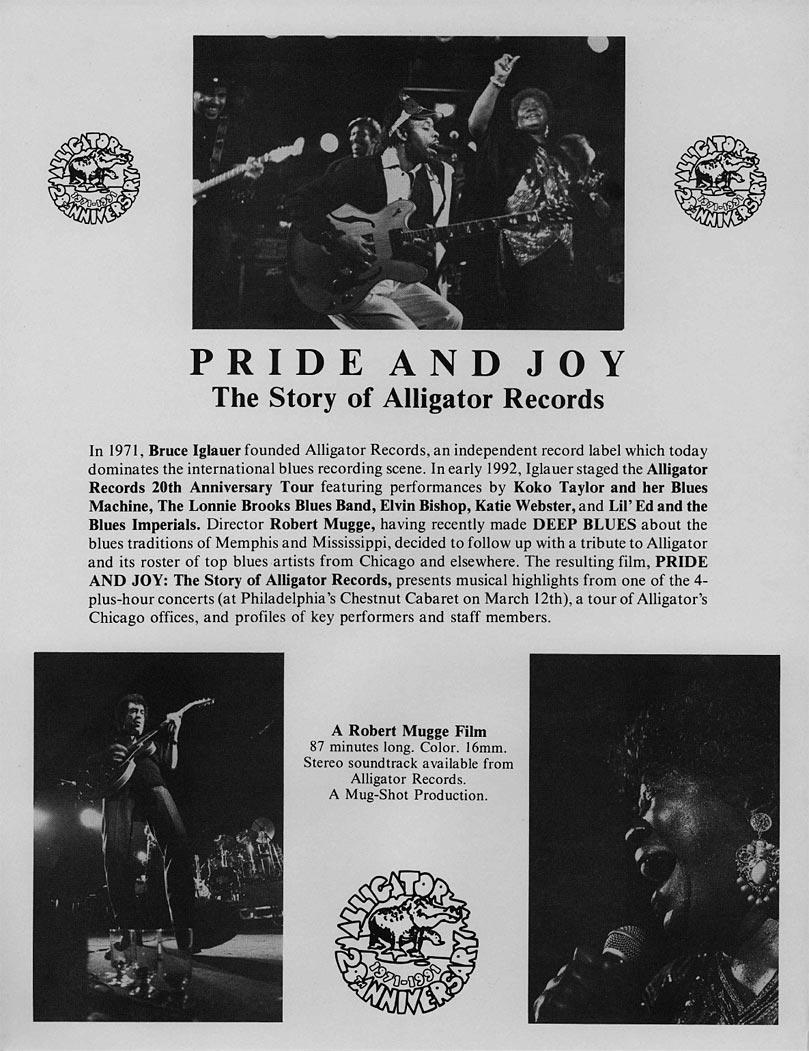 ALLIGATOR
1971-1991
20th ANNIVERSARY
ALLIGATOR
1971-1991
20th ANNIVERSARY
PRIDE AND JOY
The Story of Alligator Records
In 1971, Bruce Iglauer founded Alligator Records, an independent record label which today
dominates the international blues recording scene. In early 1992, Iglauer staged the Alligator
Records 20th Anniversary Tour featuring performances by Koko Taylor and her Blues
Machine, The Lonnie Brooks Blues Band, Elvin Bishop, Katie Webster, and Lil' Ed and the
Blues Imperials. Director Robert Mugge, having recently made DEEP BLUES about the
blues traditions of Memphis and Mississippi, decided to follow up with a tribute to Alligator
and its roster of top blues artists from Chicago and elsewhere. The resulting film, PRIDE
AND JOY: The Story of Alligator Records, presents musical highlights from one of the 4-
plus-hour concerts (at Philadelphia's Chestnut Cabaret on March 12th), a tour of Alligator's
Chicago offices, and profiles of key performers and staff members.
A Robert Mugge Film
87 minutes long. Color. 16mm.
Stereo soundtrack available from
Alligator Records.
A Mug-Shot Production.
ALLIGATOR
1971-1991
20th ANNIVERSARY